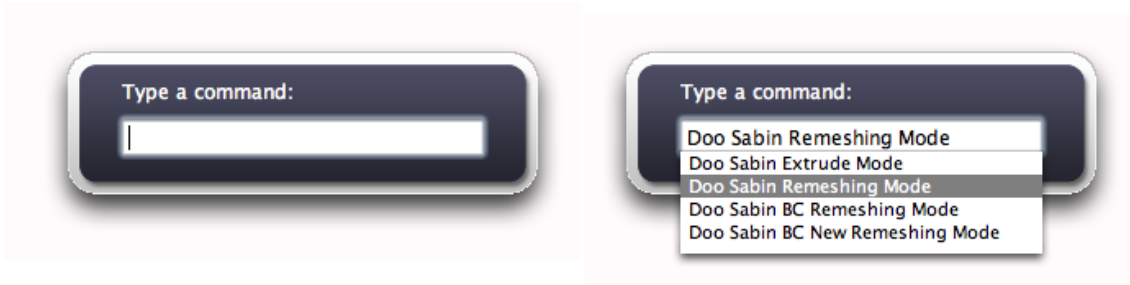 Type a command:
Type a command:
Doo Sabin Remeshing Mode
Doo Sabin Extrude Mode
Doo Sabin Remeshing Mode
Doo Sabin BC Remeshing Mode
Doo Sabin BC New Remeshing Mode